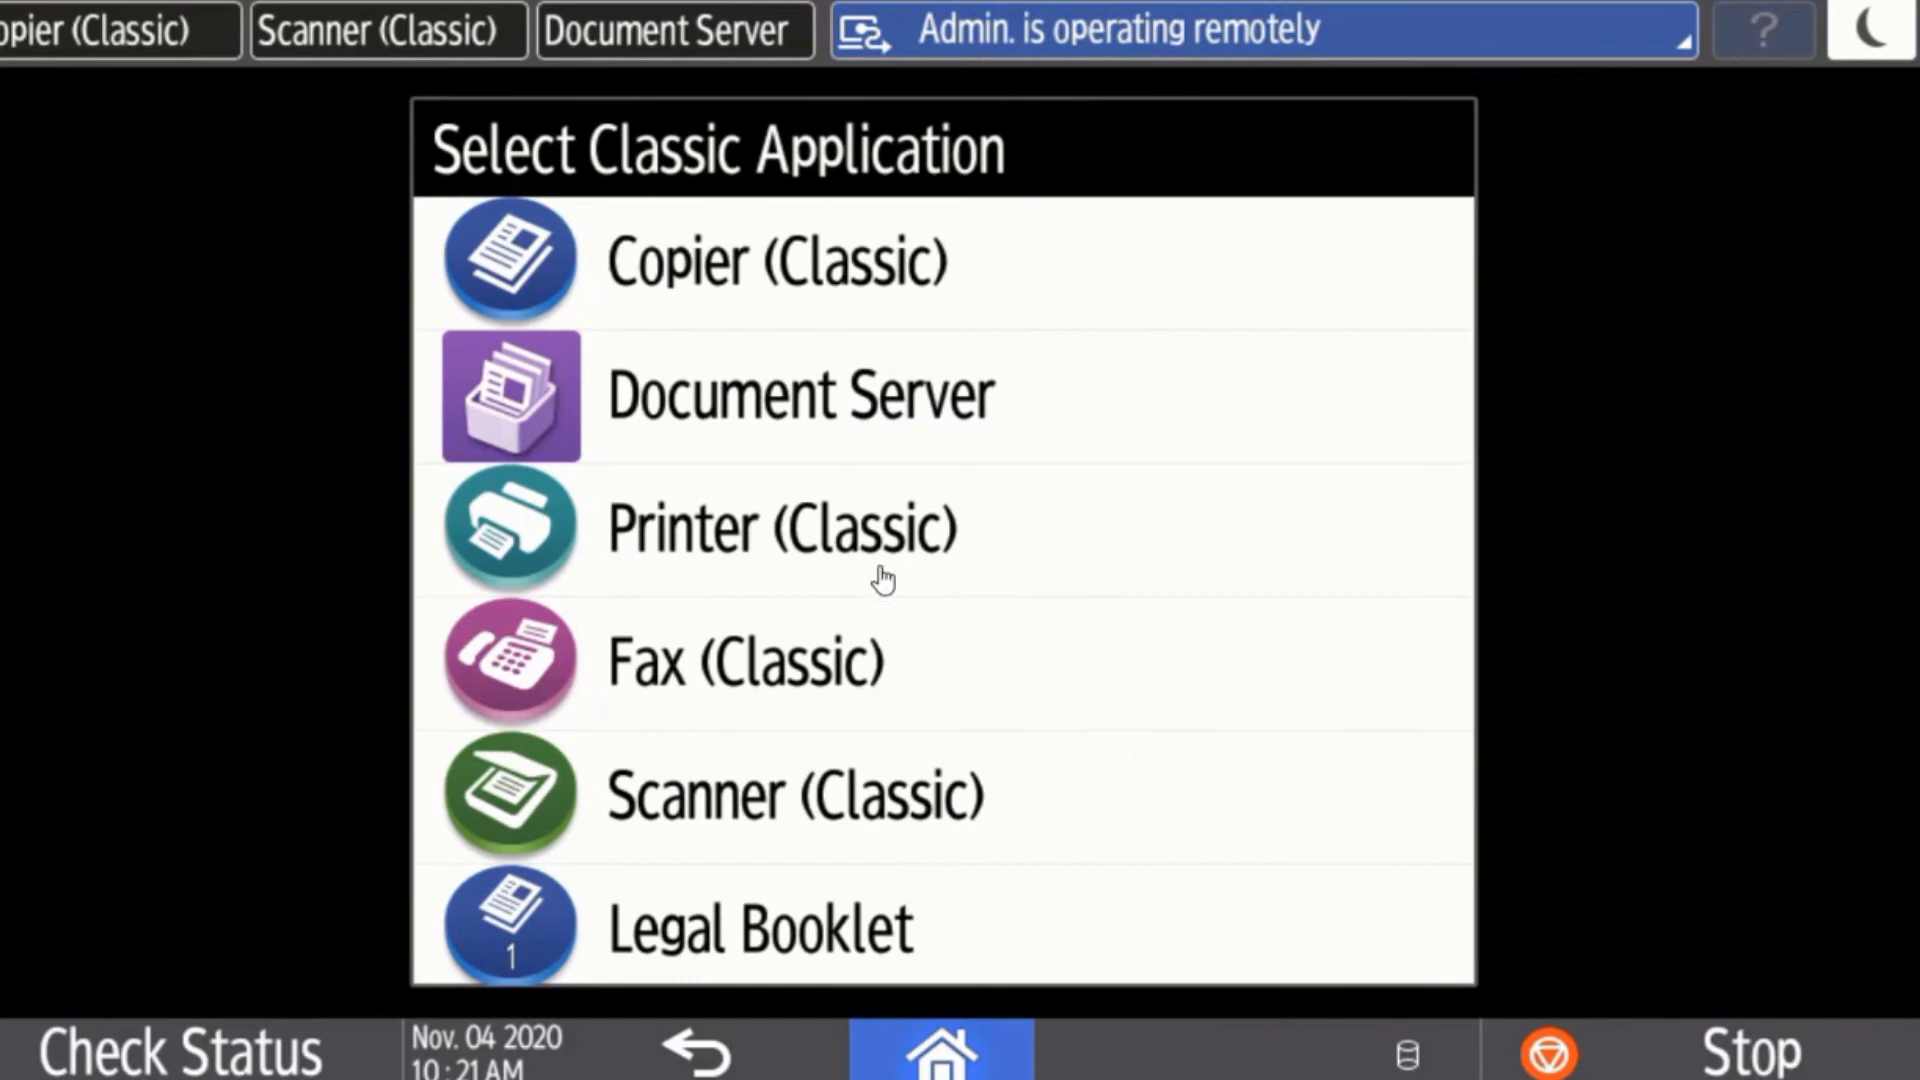 opier (Classic)
Scanner (Classic)
Document Server
Admin. is operating remotely
?
Select Classic Application
Copier (Classic)
Document Server
Printer (Classic)
Fax (Classic)
Scanner (Classic)
1
Legal Booklet
Check Status
Nov. 04 2020
10:21 AM
Stop